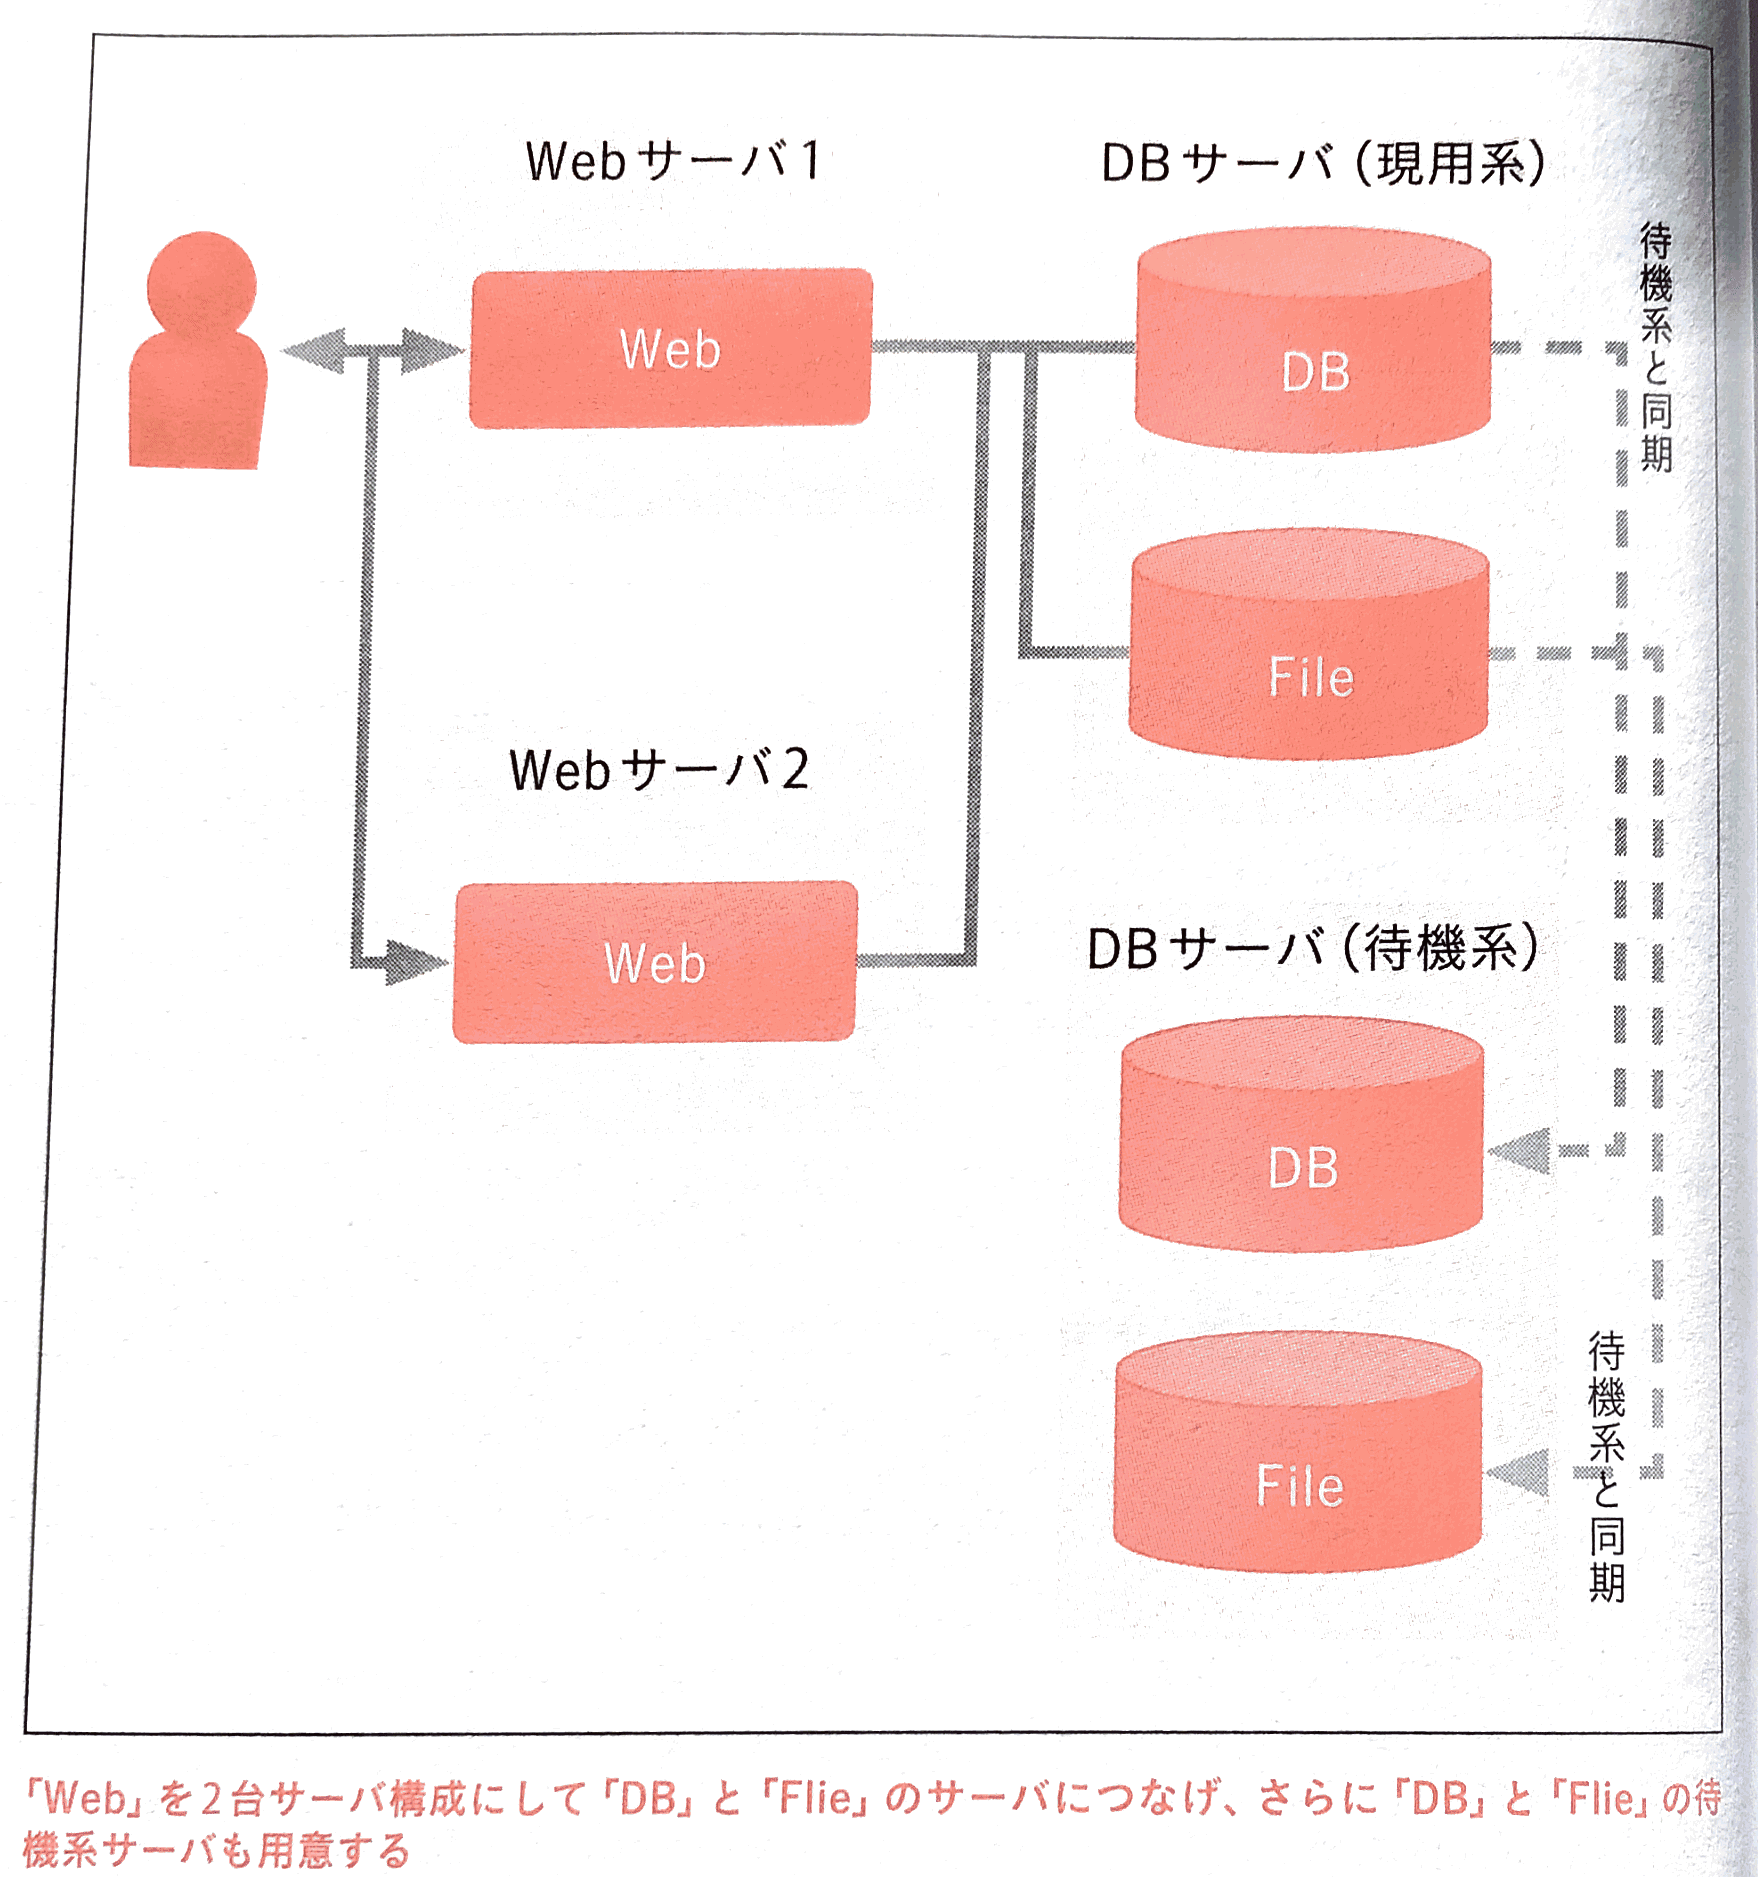 Webサーバ1
DBサーバ(現用系)
Web
DB
待機系と同期
File
Webサーバ2
Web
DBサーバ(待機系)
DB
File
待機系と同期
「Web」を2台サーバ構成にして「DB」と「Flie」のサーバにつなげ、さらに「DB」と「Flie」の待
機系サーバも用意する